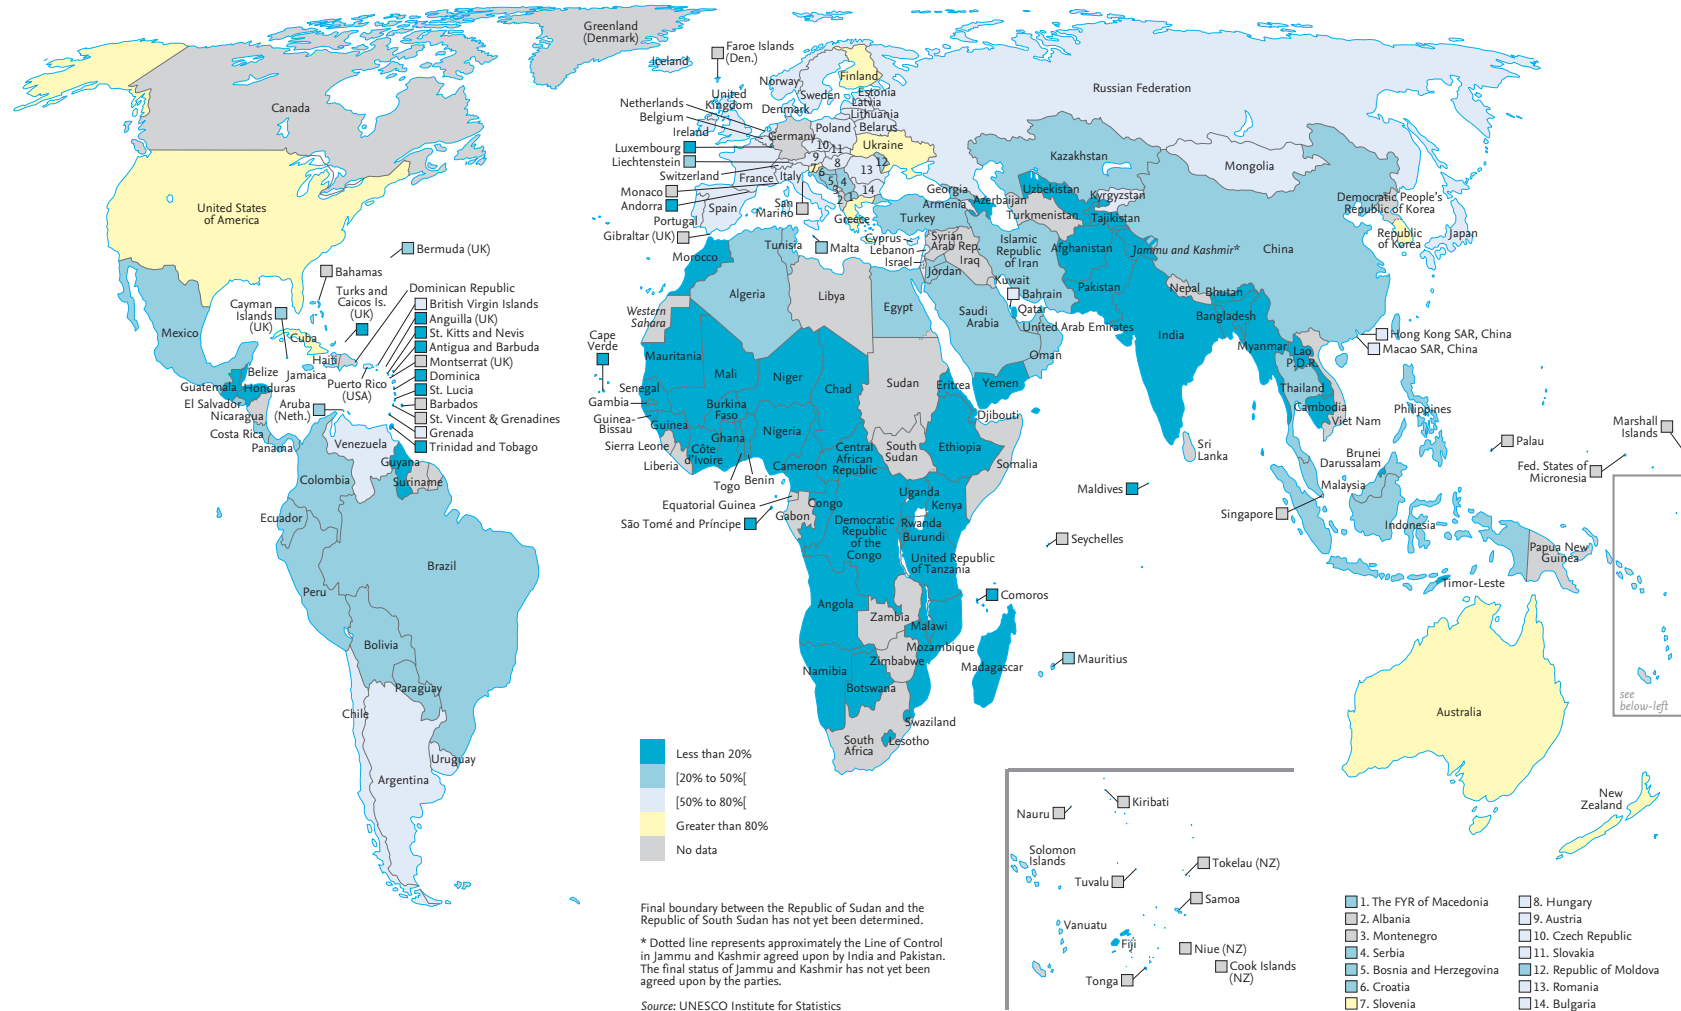 Greenland
(Denmark)
Faroe Islands
(Den.)
Iceland
Canada
United States
of America
Mexico
Bermuda (UK)
Bahamas
Turks and
Caicos Is.
(UK)
Cayman
Islands
(UK)
Cuba
Haiti
Jamaica
Belize
Guatemala
Honduras
El Salvador
Nicaragua
Costa Rica
Panama
Aruba
(Neth.)
Puerto Rico
(USA)
Dominican Republic
British Virgin Islands
Anguilla (UK)
St. Kitts and Nevis
Antigua and Barbuda
Montserrat (UK)
Dominica
St. Lucia
Barbados
St. Vincent & Grenadines
Grenada
Trinidad and Tobago
Venezuela
Guyana
Suriname
Colombia
Ecuador
Peru
Brazil
Bolivia
Paraguay
Chile
Argentina
Uruguay
Norway
Sweden
Finland
Estonia
Latvia
Lithuania
Belarus
Denmark
United
Kingdom
Netherlands
Belgium
Ireland
Luxembourg
Liechtenstein
Switzerland
Monaco
Andorra
Portugal
Gibraltar (UK)
Germany
Poland
Ukraine
France
Italy
Spain
San
Marino
Greece
Malta
10
11
9
8
7
6
12
13
5
4
3
14
2
1
Russian Federation
Kazakhstan
Mongolia
Georgia
Armenia
Azerbaijan
Uzbekistan
Kyrgyzstan
Turkmenistan
Tajikistan
Turkey
Cyprus
Lebanon
Israel
Syrian
Arab Rep.
Iraq
Jordan
Islamic
Republic
of Iran
Afghanistan
Jammu and Kashmir*
China
Democratic People's
Republic of Korea
Republic
of Korea
Japan
Kuwait
Bahrain
Qatar
United Arab Emirates
Saudi
Arabia
Oman
Yemen
Pakistan
Nepal
Bhutan
Bangladesh
India
Myanmar
Lao
P.D.R.
Thailand
Cambodia
Viet Nam
Hong Kong SAR, China
Macao SAR, China
Philippines
Sri
Lanka
Maldives
Brunei
Darussalam
Malaysia
Singapore
Indonesia
Timor-Leste
Papua New
Guinea
Palau
Fed. States of
Micronesia
Marshall
Islands
Morocco
Algeria
Tunisia
Libya
Egypt
Western
Sahara
Cape
Verde
Mauritania
Mali
Niger
Chad
Sudan
Eritrea
Djibouti
Senegal
Gambia
Guinea-
Bissau
Guinea
Sierra Leone
Liberia
Burkina
Faso
Ghana
Côte
d'Ivoire
Togo
Benin
Nigeria
Cameroon
Central
African
Republic
South
Sudan
Ethiopia
Somalia
Equatorial Guinea
São Tomé and Príncipe
Gabon
Congo
Democratic
Republic
of the
Congo
Uganda
Kenya
Rwanda
Burundi
United Republic
of Tanzania
Seychelles
Comoros
Mauritius
Angola
Zambia
Malawi
Mozambique
Zimbabwe
Madagascar
Namibia
Botswana
Swaziland
Lesotho
South
Africa
Australia
New
Zealand
see
below-left
Less than 20%
[20% to 50%[
[50% to 80%[
Greater than 80%
No data
Final boundary between the Republic of Sudan and the
Republic of South Sudan has not yet been determined.
* Dotted line represents approximately the Line of Control
in Jammu and Kashmir agreed upon by India and Pakistan.
The final status of Jammu and Kashmir has not yet been
agreed upon by the parties.
Source: UNESCO Institute for Statistics
Nauru
Kiribati
Solomon
Islands
Tuvalu
Tokelau (NZ)
Samoa
Vanuatu
Fiji
Niue (NZ)
Cook Islands
(NZ)
Tonga
1. The FYR of Macedonia
2. Albania
3. Montenegro
4. Serbia
5. Bosnia and Herzegovina
6. Croatia
7. Slovenia
8. Hungary
9. Austria
10. Czech Republic
11. Slovakia
12. Republic of Moldova
13. Romania
14. Bulgaria